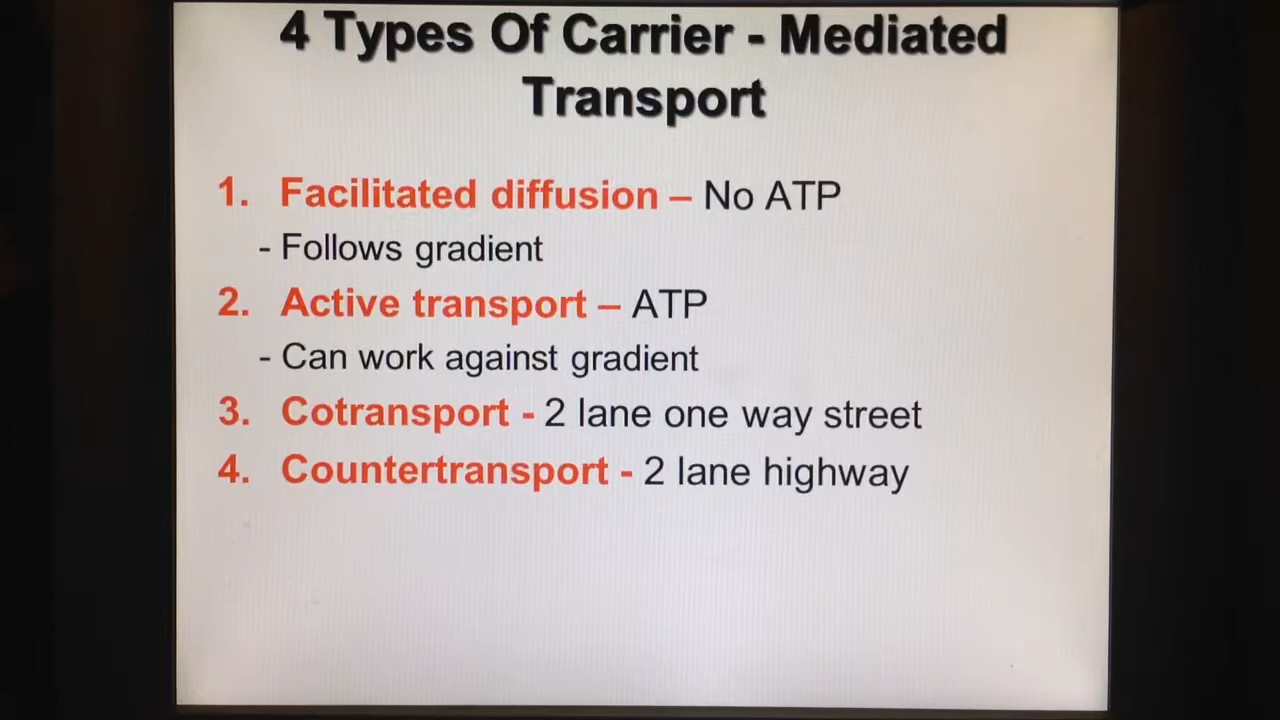 4 Types Of Carrier - Mediated
Transport
1. Facilitated diffusion – No ATP
- Follows gradient
2. Active transport – ATP
- Can work against gradient
3. Cotransport - 2 lane one way street
4. Countertransport - 2 lane highway